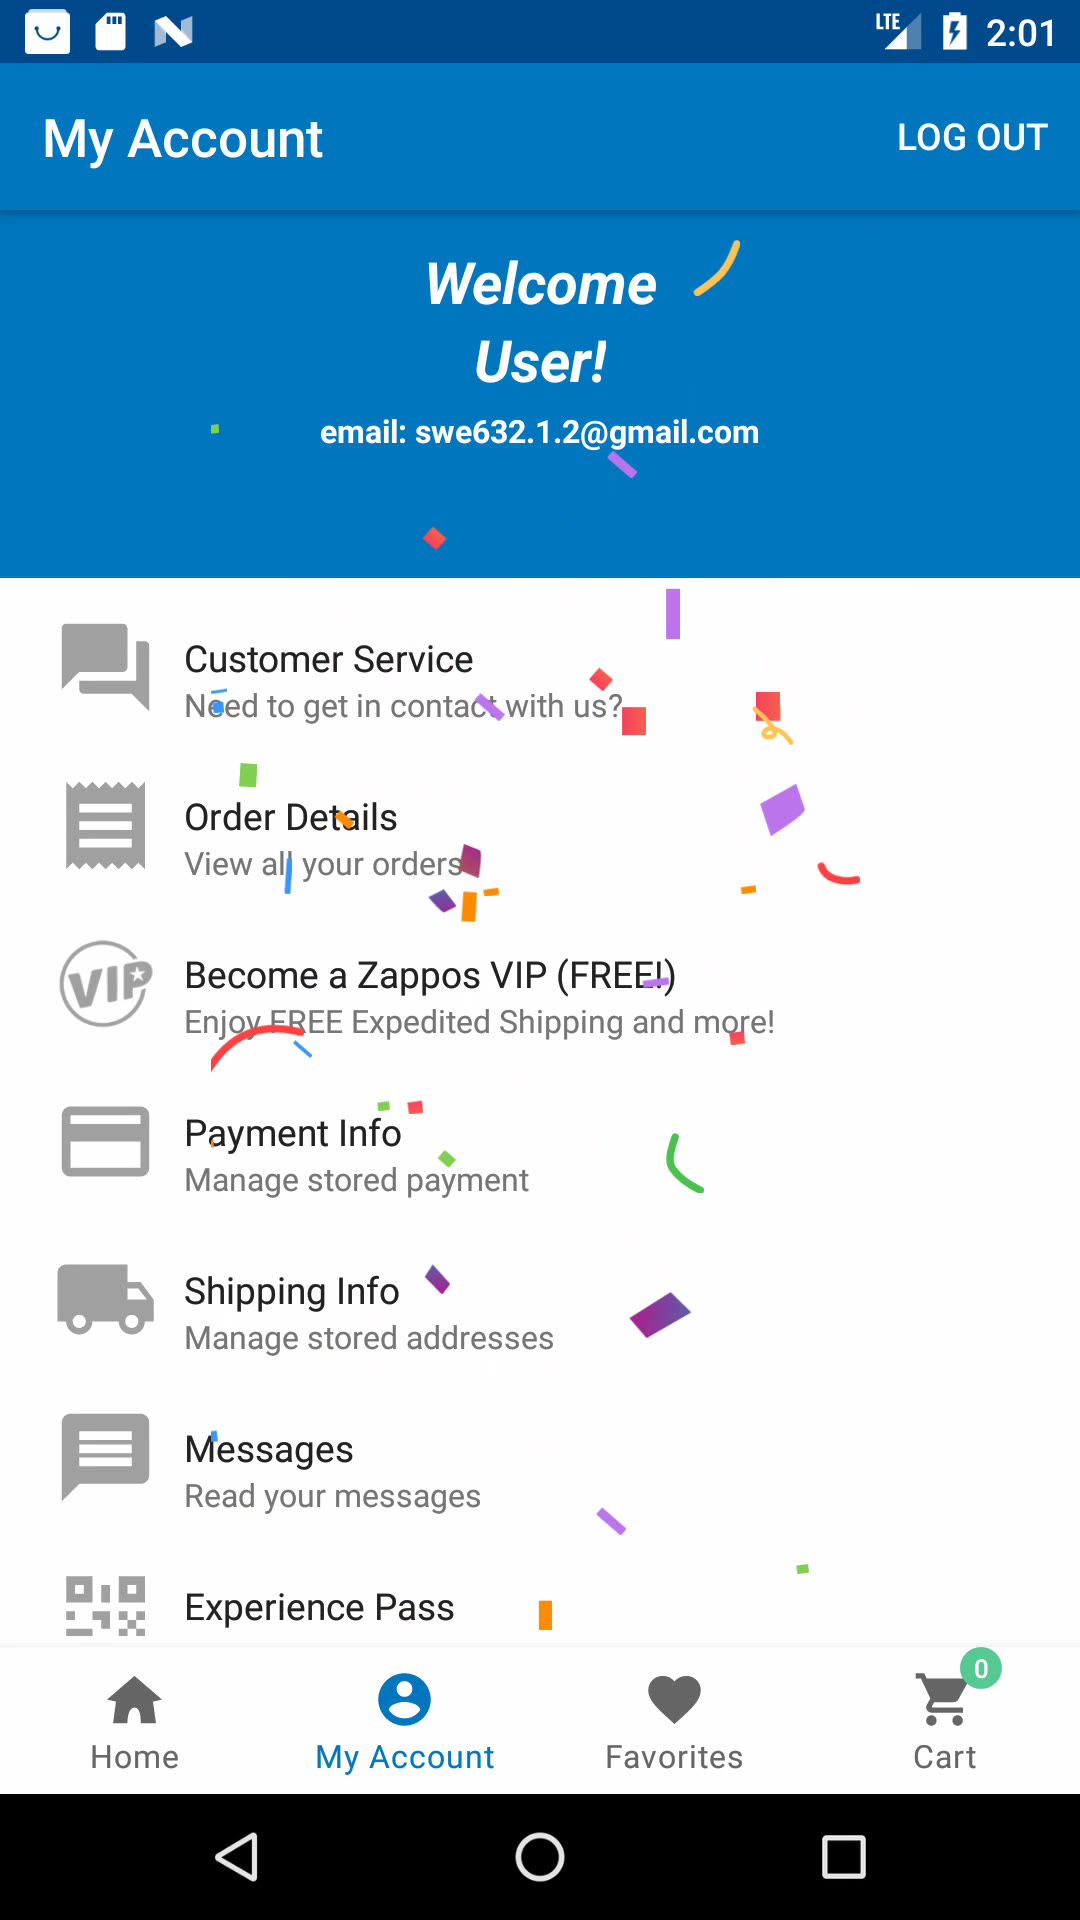 LTE 2:01
My Account LOG OUT
Welcome
User!
email: swe632.1.2@gmail.com
Customer Service
Need to get in contact with us?
Order Details
View all your orders
VIP
Become a Zappos VIP (FREE!)
Enjoy FREE Expedited Shipping and more!
Payment Info
Manage stored payment
Shipping Info
Manage stored addresses
Messages
Read your messages
Experience Pass
0
Home My Account Favorites Cart